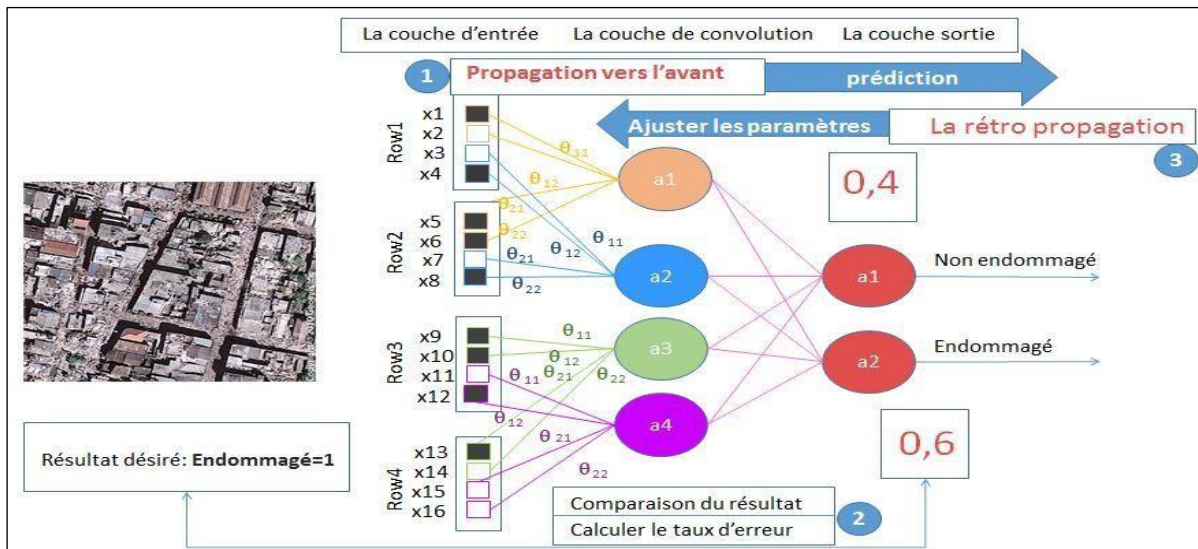 La couche d'entrée La couche de convolution La couche sortie
1 Propagation vers l'avant prédiction
Ajuster les paramètres La rétro propagation
3
Row1
x1
x2
x3
x4
θ11
θ12
θ21
θ22
a1
0,4
Row2
x5
x6
x7
x8
θ11
θ12
θ21
θ22
a2
a1
Non endommagé
Row3
x9
x10
x11
x12
θ11
θ12
θ21
θ22
a3
a2
Endommagé
θ11
θ12
θ21
θ22
a4
0,6
Row4
x13
x14
x15
x16
Résultat désiré: Endommagé=1
Comparaison du résultat
Calculer le taux d'erreur
2